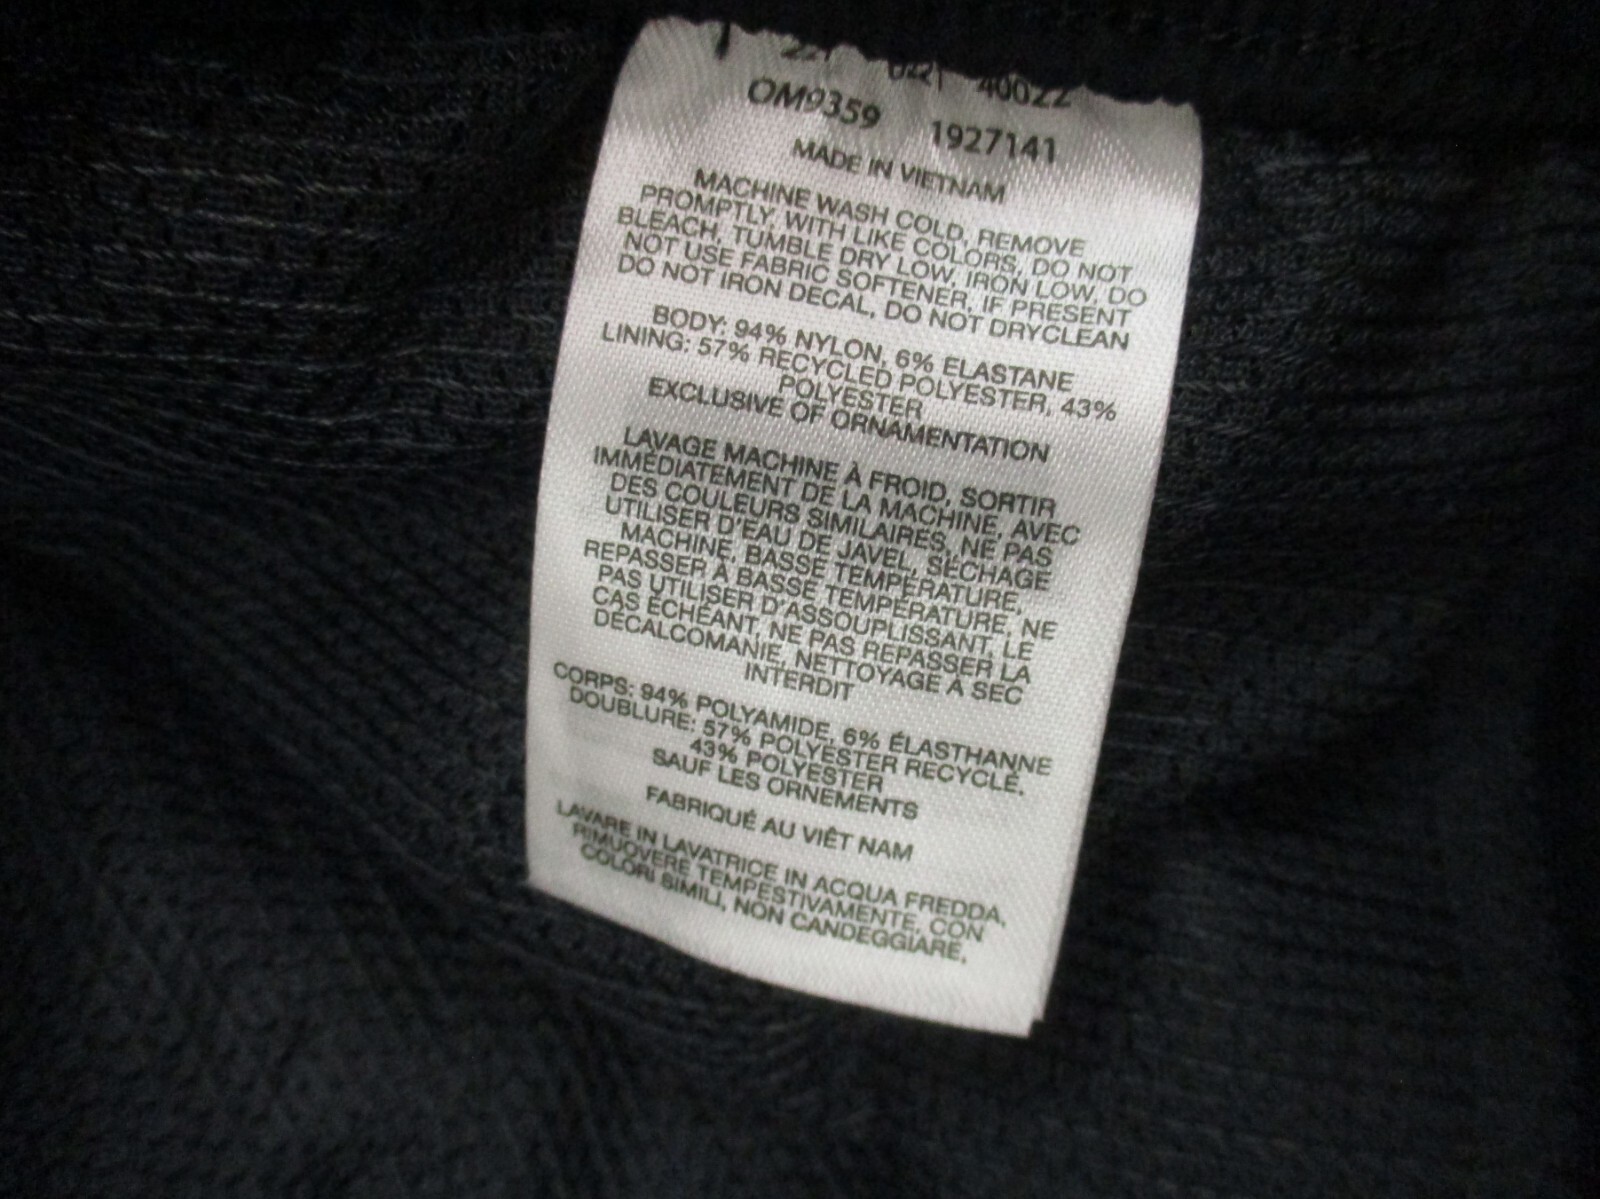 40022
OM9359 1927141
MADE IN VIETNAM
MACHINE WASH COLD, REMOVE
PROMPTLY, WITH LIKE COLORS, DO NOT
BLEACH, TUMBLE DRY LOW, IRON LOW, DO
NOT USE FABRIC SOFTENER, IF PRESENT
DO NOT IRON DECAL, DO NOT DRYCLEAN
BODY: 94% NYLON, 6% ELASTANE
LINING: 57% RECYCLED POLYESTER, 43%
POLYESTER
EXCLUSIVE OF ORNAMENTATION
LAVAGE MACHINE À FROID, SORTIR
IMMÉDIATEMENT DE LA MACHINE, AVEC
DES COULEURS SIMILAIRES, NE PAS
UTILISER D'EAU DE JAVEL, SÉCHAGE
MACHINE, BASSE TEMPÉRATURE,
REPASSER À BASSE TEMPÉRATURE, NE
PAS UTILISER D'ASSOUPLISSANT, LE
CAS ÉCHÉANT, NE PAS REPASSER LA
DÉCALCOMANIE, NETTOYAGE À SEC
INTERDIT
CORPS: 94% POLYAMIDE, 6% ÉLASTHANNE
DOUBLURE: 57% POLYESTER RECYCLÉ,
43% POLYESTER
SAUF LES ORNEMENTS
FABRIQUÉ AU VIÊT NAM
LAVARE IN LAVATRICE IN ACQUA FREDDA,
RIMUOVERE TEMPESTIVAMENTE, CON
COLORI SIMILI, NON CANDEGGIARE,